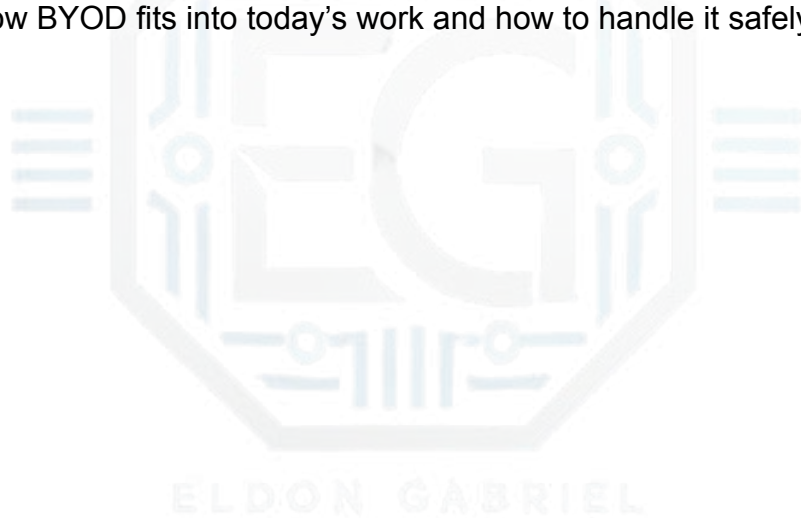 ow BYOD fits into today's work and how to handle it safely
EG
ELDON GABRIEL